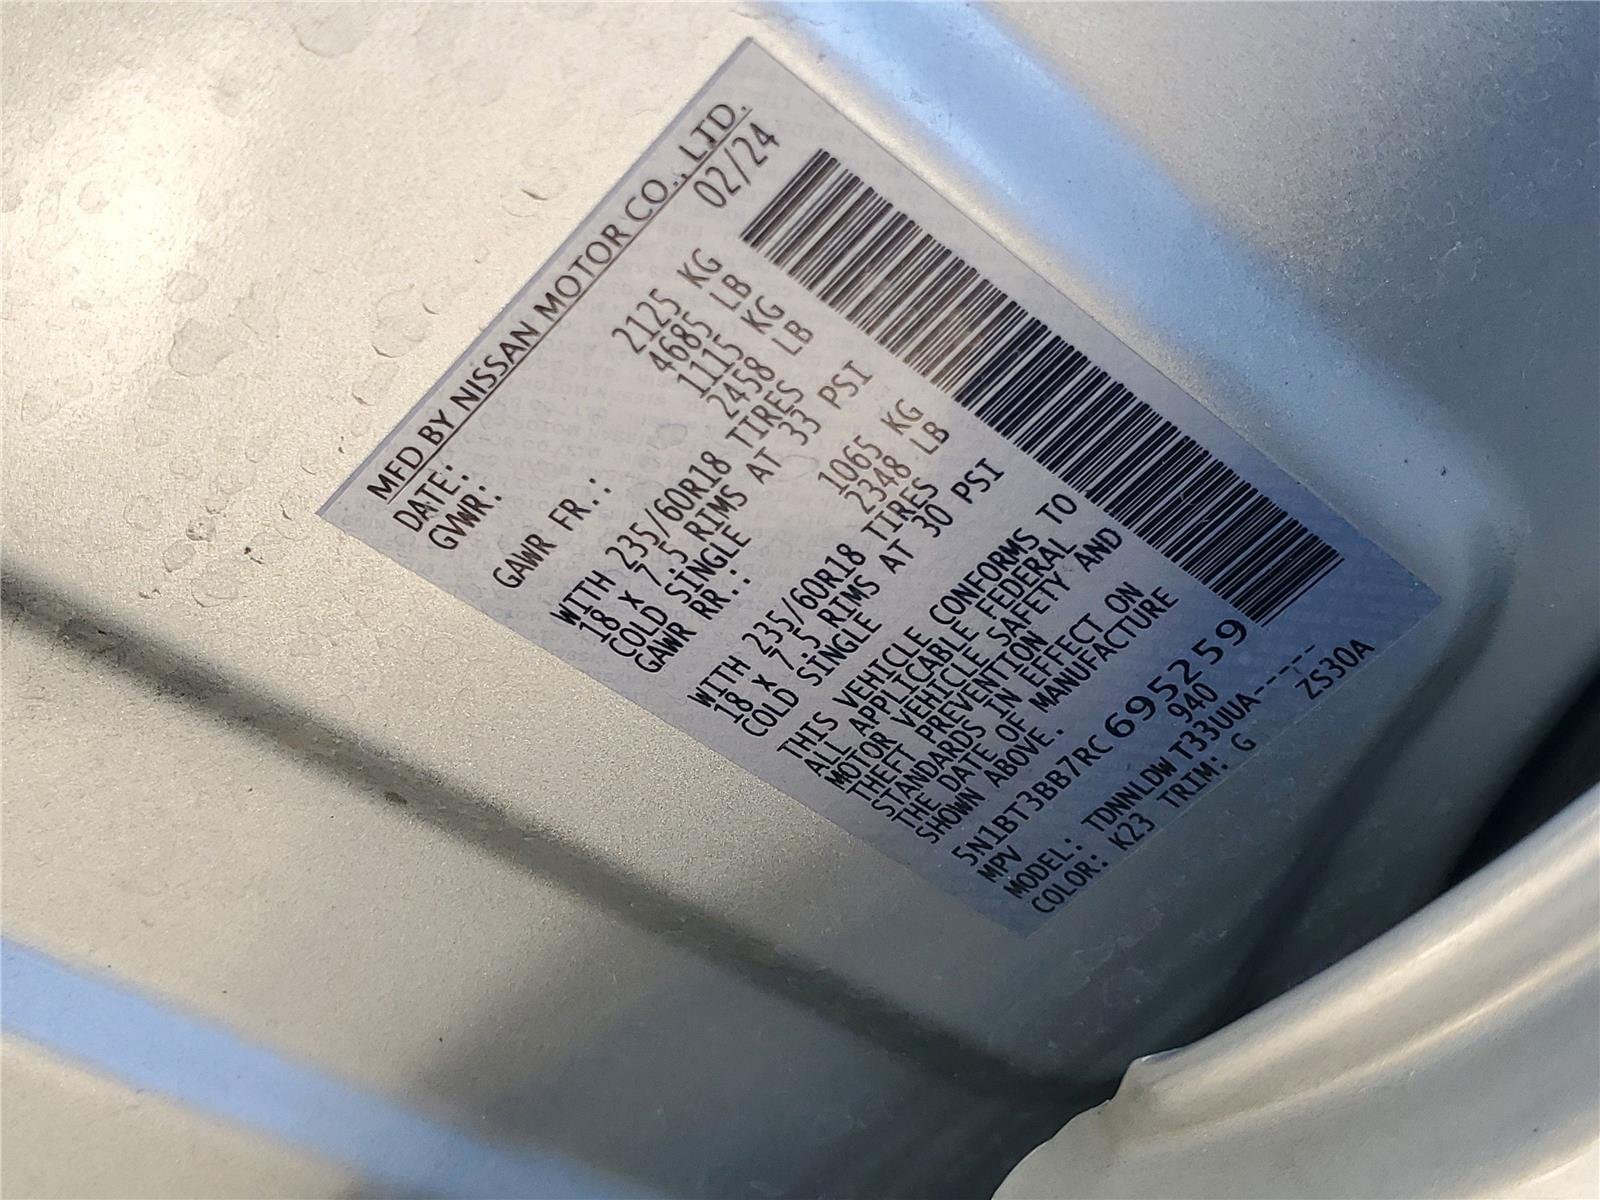 MFD BY NISSAN MOTOR CO., LTD.
DATE: 02/24
GVWR: 2125 KG
4685 LB
GAWR FR.: 1115 KG
2458 LB
WITH 235/60R18 TIRES
18 X 7.5 RIMS AT 33 PSI
COLD SINGLE
GAWR RR.: 1065 KG
2348 LB
WITH 235/60R18 TIRES
18 X 7.5 RIMS AT 30 PSI
COLD SINGLE
THIS VEHICLE CONFORMS TO
ALL APPLICABLE FEDERAL
MOTOR VEHICLE SAFETY AND
THEFT PREVENTION
STANDARDS IN EFFECT ON
THE DATE OF MANUFACTURE
SHOWN ABOVE.
5N1BT3BB7RC695259
MPV 940
MODEL: TDNNLDWT33UUA-----
COLOR: K23 TRIM: G ZS30A